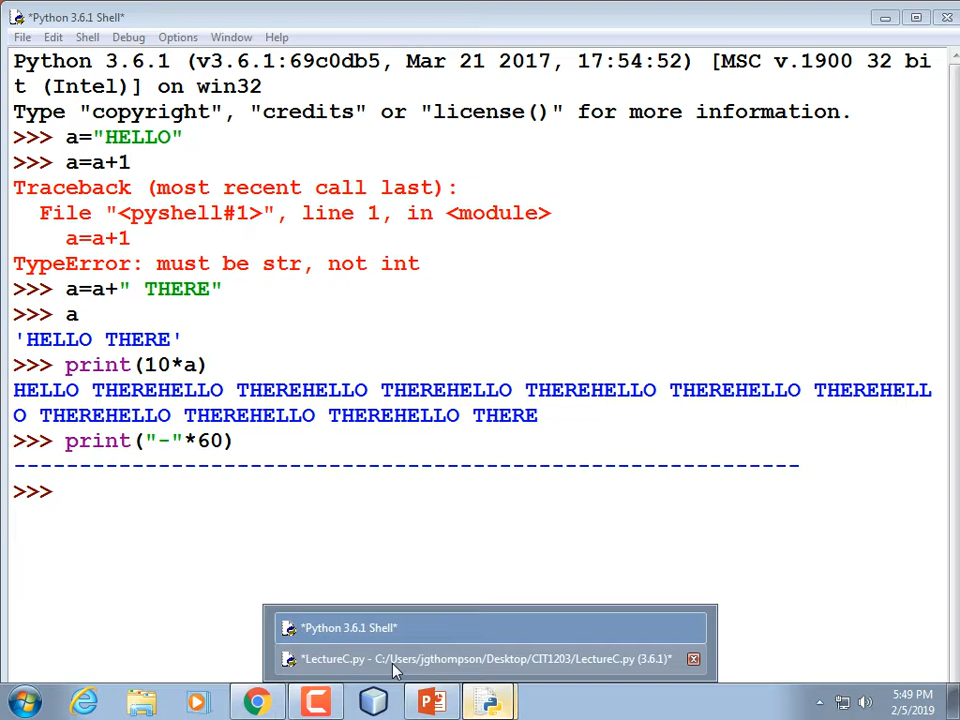 *Python 3.6.1 Shell*
File Edit Shell Debug Options Window Help
Python 3.6.1 (v3.6.1:69c0db5, Mar 21 2017, 17:54:52) [MSC v.1900 32 bi
t (Intel)] on win32
Type "copyright", "credits" or "license()" for more information.
>>> a="HELLO"
>>> a=a+1
Traceback (most recent call last):
  File "<pyshell#1>", line 1, in <module>
    a=a+1
TypeError: must be str, not int
>>> a=a+" THERE"
>>> a
'HELLO THERE'
>>> print(10*a)
HELLO THEREHELLO THEREHELLO THEREHELLO THEREHELLO THEREHELLO THEREHELL
O THEREHELLO THEREHELLO THEREHELLO THERE
>>> print("-"*60)
------------------------------------------------------------
>>>
*Python 3.6.1 Shell*
*LectureC.py - C:/Users/jgthompson/Desktop/CIT1203/LectureC.py (3.6.1)*
5:49 PM
2/5/2019